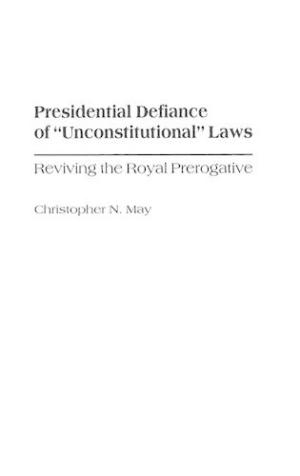 Presidential Defiance
of "Unconstitutional" Laws
Reviving the Royal Prerogative
Christopher N. May